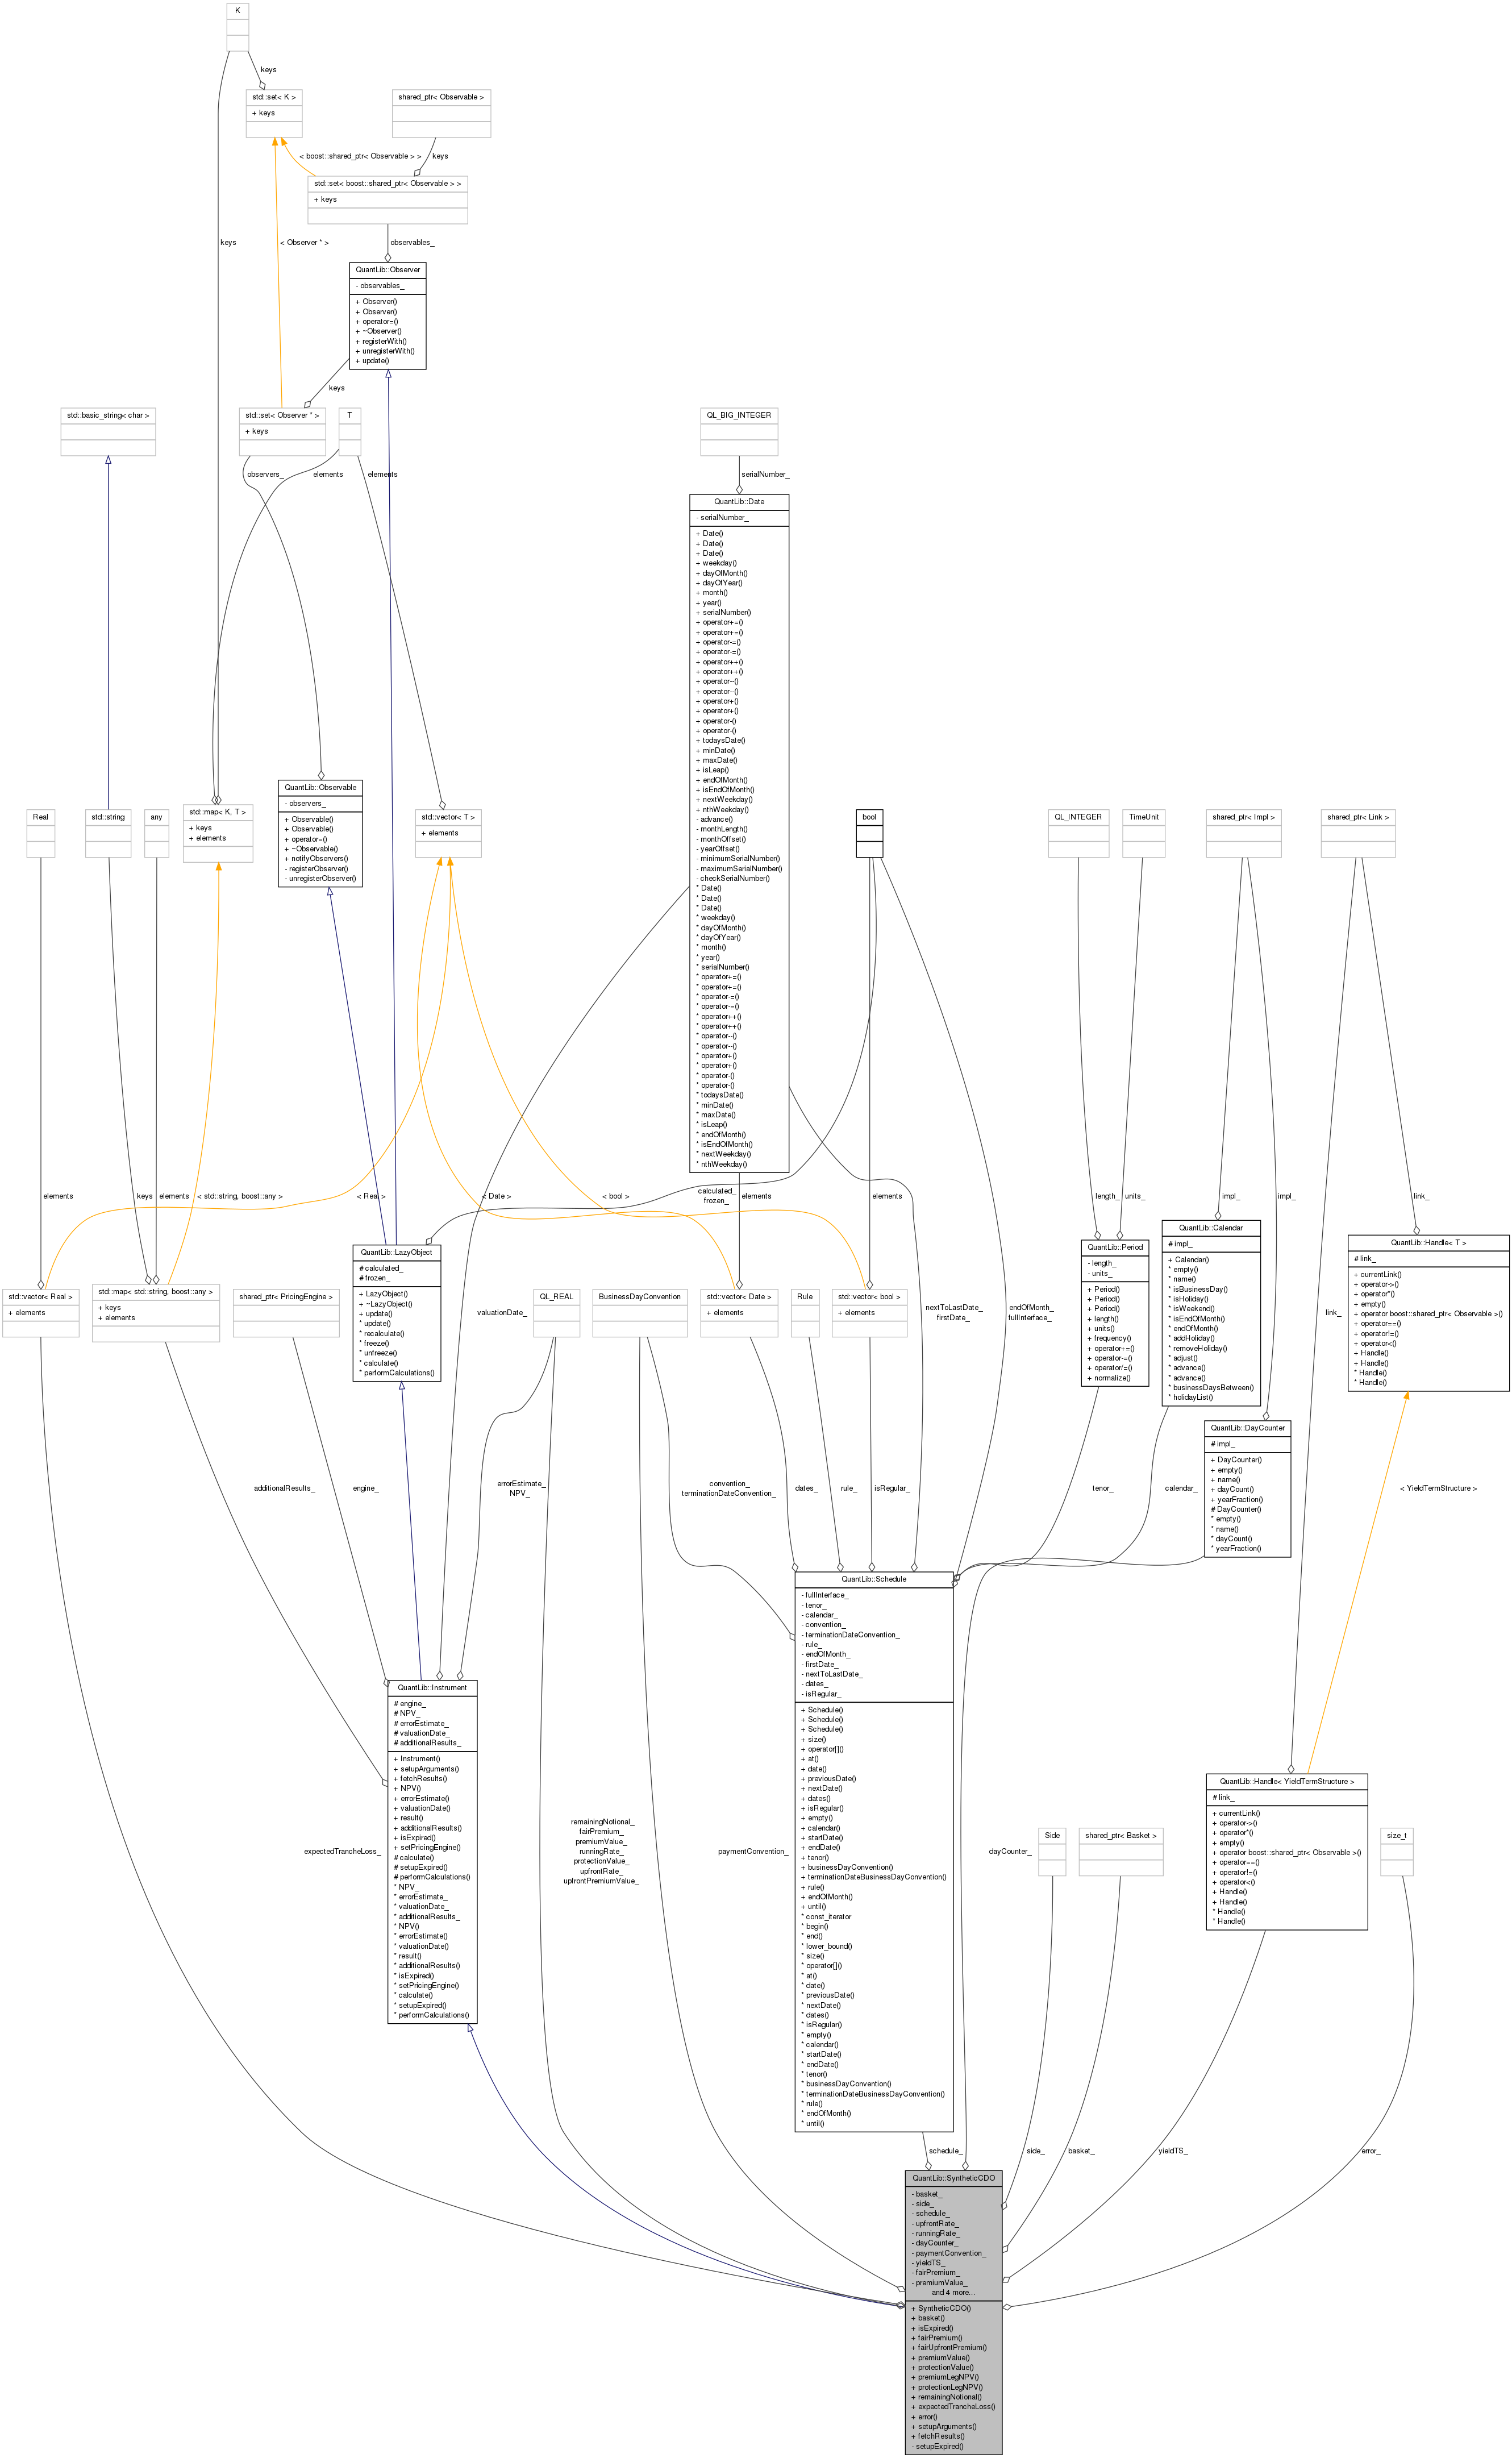 K
keys
std::set< K >
+ keys
shared_ptr< Observable >
< boost::shared_ptr< Observable > >
keys
std::set< boost::shared_ptr< Observable > >
+ keys
keys
< Observer * >
observables_
QuantLib::Observer
- observables_
+ Observer()
+ Observer()
+ operator=()
+ ~Observer()
+ registerWith()
+ unregisterWith()
+ update()
keys
std::basic_string< char >
std::set< Observer * >
+ keys
T
QL_BIG_INTEGER
observers_
elements
elements
serialNumber_
QuantLib::Date
- serialNumber_
+ Date()
+ Date()
+ Date()
+ weekday()
+ dayOfMonth()
+ dayOfYear()
+ month()
+ year()
+ serialNumber()
+ operator+=()
+ operator+=()
+ operator-=()
+ operator-=()
+ operator++()
+ operator++()
+ operator--()
+ operator--()
+ operator+()
+ operator+()
+ operator-()
+ operator-()
+ todaysDate()
+ minDate()
+ maxDate()
+ isLeap()
+ endOfMonth()
+ isEndOfMonth()
+ nextWeekday()
+ nthWeekday()
- advance()
- monthLength()
- monthOffset()
- yearOffset()
- minimumSerialNumber()
- maximumSerialNumber()
- checkSerialNumber()
* Date()
* Date()
* Date()
* weekday()
* dayOfMonth()
* dayOfYear()
* month()
* year()
* serialNumber()
* operator+=()
* operator+=()
* operator-=()
* operator-=()
* operator++()
* operator++()
* operator--()
* operator--()
* operator+()
* operator+()
* operator-()
* operator-()
* todaysDate()
* minDate()
* maxDate()
* isLeap()
* endOfMonth()
* isEndOfMonth()
* nextWeekday()
* nthWeekday()
Real
std::string
any
std::map< K, T >
+ keys
+ elements
QuantLib::Observable
- observers_
+ Observable()
+ Observable()
+ operator=()
+ ~Observable()
+ notifyObservers()
- registerObserver()
- unregisterObserver()
std::vector< T >
+ elements
bool
QL_INTEGER
TimeUnit
shared_ptr< Impl >
shared_ptr< Link >
elements
keys
elements
< std::string, boost::any >
< Real >
< Date >
< bool >
calculated_
frozen_
elements
elements
length_
units_
impl_
impl_
link_
std::vector< Real >
+ elements
std::map< std::string, boost::any >
+ keys
+ elements
shared_ptr< PricingEngine >
QuantLib::LazyObject
# calculated_
# frozen_
+ LazyObject()
+ ~LazyObject()
+ update()
* update()
* recalculate()
* freeze()
* unfreeze()
* calculate()
* performCalculations()
valuationDate_
QL_REAL
BusinessDayConvention
std::vector< Date >
+ elements
Rule
std::vector< bool >
+ elements
nextToLastDate_
firstDate_
endOfMonth_
fullInterface_
QuantLib::Period
- length_
- units_
+ Period()
+ Period()
+ Period()
+ length()
+ units()
+ frequency()
+ operator+=()
+ operator-=()
+ operator/=()
+ normalize()
QuantLib::Calendar
# impl_
+ Calendar()
* empty()
* name()
* isBusinessDay()
* isHoliday()
* isWeekend()
* isEndOfMonth()
* endOfMonth()
* addHoliday()
* removeHoliday()
* adjust()
* advance()
* advance()
* businessDaysBetween()
* holidayList()
link_
QuantLib::Handle< T >
# link_
+ currentLink()
+ operator->()
+ operator*()
+ empty()
+ operator boost::shared_ptr< Observable >()
+ operator==()
+ operator!=()
+ operator<()
+ Handle()
+ Handle()
* Handle()
* Handle()
QuantLib::DayCounter
# impl_
+ DayCounter()
+ empty()
+ name()
+ dayCount()
+ yearFraction()
# DayCounter()
* empty()
* name()
* dayCount()
* yearFraction()
additionalResults_
engine_
errorEstimate_
NPV_
convention_
terminationDateConvention_
dates_
rule_
isRegular_
tenor_
calendar_
< YieldTermStructure >
QuantLib::Schedule
- fullInterface_
- tenor_
- calendar_
- convention_
- terminationDateConvention_
- rule_
- endOfMonth_
- firstDate_
- nextToLastDate_
- dates_
- isRegular_
+ Schedule()
+ Schedule()
+ Schedule()
+ size()
+ operator[]()
+ at()
+ date()
+ previousDate()
+ nextDate()
+ dates()
+ isRegular()
+ empty()
+ calendar()
+ startDate()
+ endDate()
+ tenor()
+ businessDayConvention()
+ terminationDateBusinessDayConvention()
+ rule()
+ endOfMonth()
+ until()
* const_iterator
* begin()
* end()
* lower_bound()
* size()
* operator[]()
* at()
* date()
* previousDate()
* nextDate()
* dates()
* isRegular()
* empty()
* calendar()
* startDate()
* endDate()
* tenor()
* businessDayConvention()
* terminationDateBusinessDayConvention()
* rule()
* endOfMonth()
* until()
QuantLib::Instrument
# engine_
# NPV_
# errorEstimate_
# valuationDate_
# additionalResults_
+ Instrument()
+ setupArguments()
+ fetchResults()
+ NPV()
+ errorEstimate()
+ valuationDate()
+ result()
+ additionalResults()
+ isExpired()
+ setPricingEngine()
# calculate()
# setupExpired()
# performCalculations()
* NPV_
* errorEstimate_
* valuationDate_
* additionalResults_
* NPV()
* errorEstimate()
* valuationDate()
* result()
* additionalResults()
* isExpired()
* setPricingEngine()
* calculate()
* setupExpired()
* performCalculations()
QuantLib::Handle< YieldTermStructure >
# link_
+ currentLink()
+ operator->()
+ operator*()
+ empty()
+ operator boost::shared_ptr< Observable >()
+ operator==()
+ operator!=()
+ operator<()
+ Handle()
+ Handle()
* Handle()
* Handle()
expectedTrancheLoss_
remainingNotional_
fairPremium_
premiumValue_
runningRate_
protectionValue_
upfrontRate_
upfrontPremiumValue_
paymentConvention_
dayCounter_
Side
shared_ptr< Basket >
size_t
schedule_
side_
basket_
yieldTS_
error_
QuantLib::SyntheticCDO
- basket_
- side_
- schedule_
- upfrontRate_
- runningRate_
- dayCounter_
- paymentConvention_
- yieldTS_
- fairPremium_
- premiumValue_
and 4 more...
+ SyntheticCDO()
+ basket()
+ isExpired()
+ fairPremium()
+ fairUpfrontPremium()
+ premiumValue()
+ protectionValue()
+ premiumLegNPV()
+ protectionLegNPV()
+ remainingNotional()
+ expectedTrancheLoss()
+ error()
+ setupArguments()
+ fetchResults()
- setupExpired()